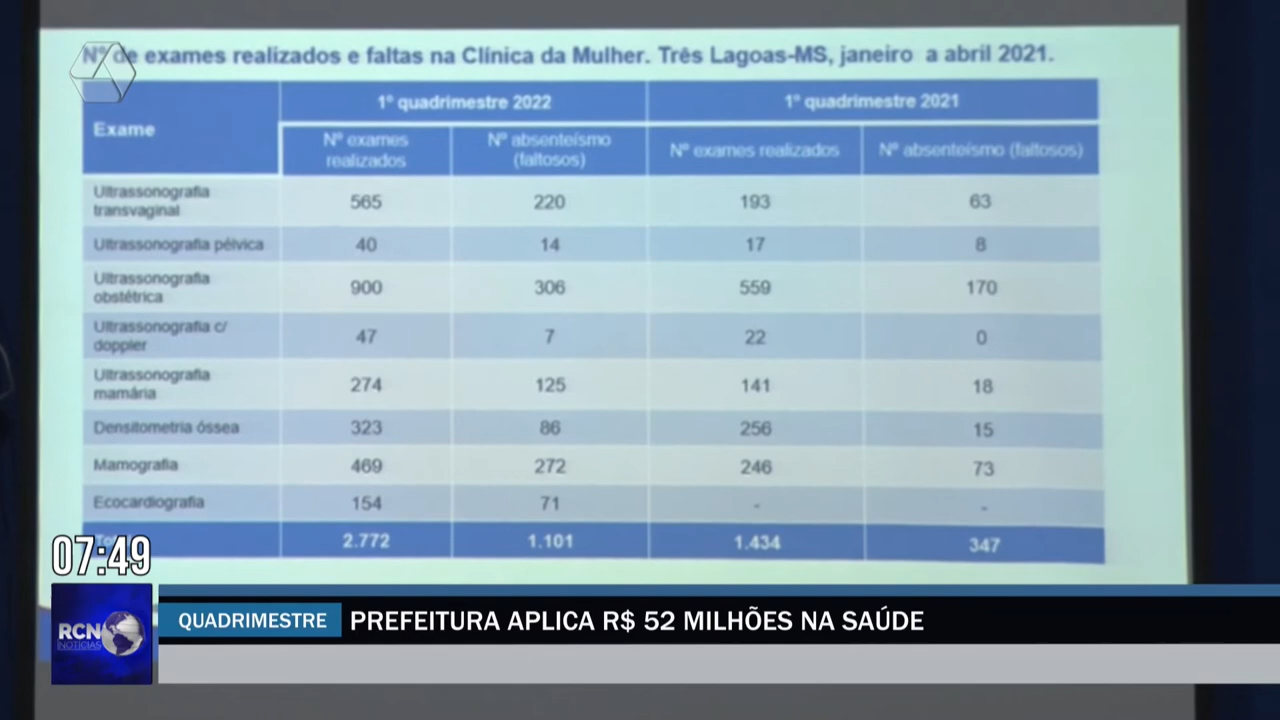 Nº de exames realizados e faltas na Clínica da Mulher. Três Lagoas-MS, janeiro a abril 2021.
Exame
1º quadrimestre 2022
1º quadrimestre 2021
Nº exames
realizados
Nº absenteísmo
(faltosos)
Nº exames realizados
Nº absenteísmo (faltosos)
Ultrassonografia
transvaginal
565
220
193
63
Ultrassonografia pélvica
40
14
17
8
Ultrassonografia
obstétrica
900
306
559
170
Ultrassonografia c/
doppler
47
7
22
0
Ultrassonografia
mamária
274
125
141
18
Densitometria óssea
323
86
256
15
Mamografia
469
272
246
73
Ecocardiografia
154
71
-
-
2.772
1.101
1.434
347
07:49
RCN
NOTÍCIAS
QUADRIMESTRE
PREFEITURA APLICA R$ 52 MILHÕES NA SAÚDE